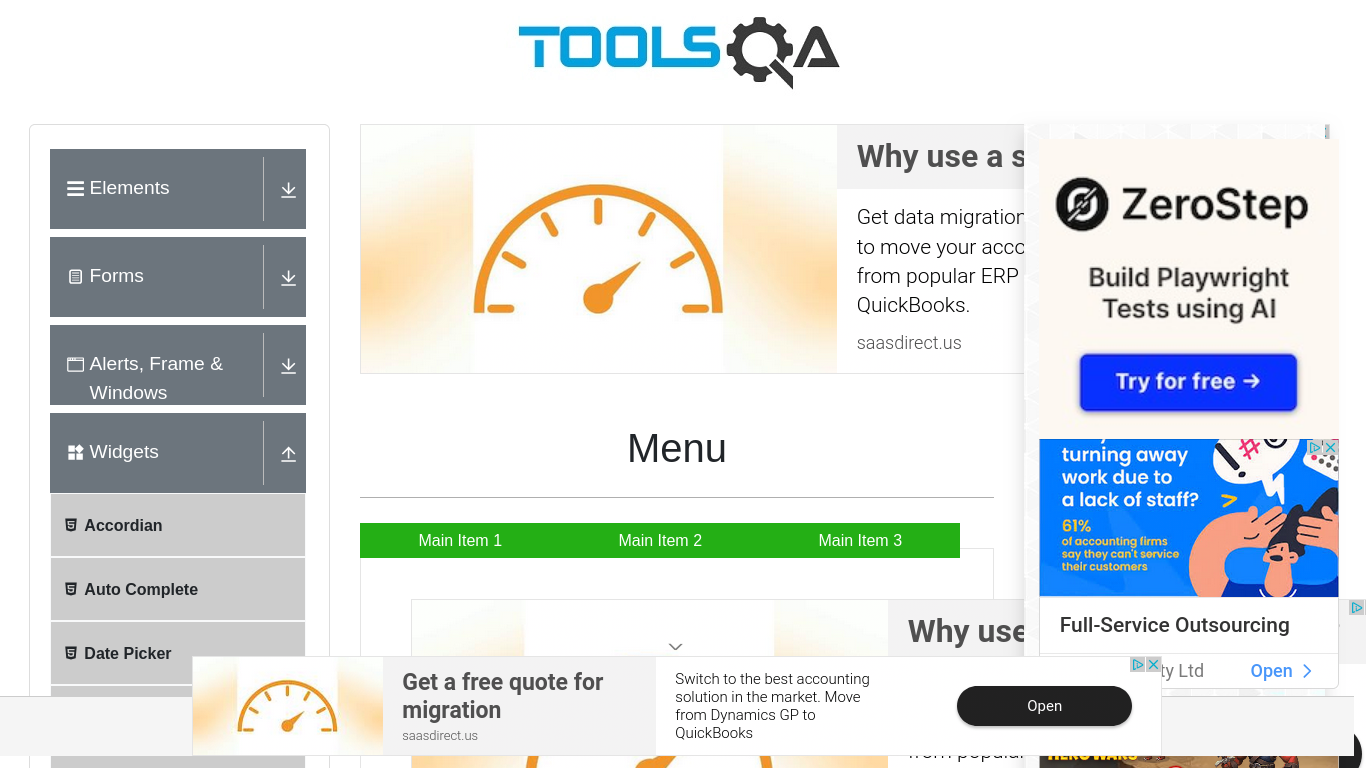 TOOLSQA
Elements
Forms
Alerts, Frame &
Windows
Widgets
Accordian
Auto Complete
Date Picker
Why use a s
Get data migration
to move your acco
from popular ERP
QuickBooks.
saasdirect.us
Menu
Main Item 1
Main Item 2
Main Item 3
Why use
ZeroStep
Build Playwright
Tests using AI
Try for free →
turning away
work due to
a lack of staff?
61%
of accounting firms
say they can't service
their customers
Full-Service Outsourcing
ty Ltd
Open
Get a free quote for
migration
saasdirect.us
Switch to the best accounting
solution in the market. Move
from Dynamics GP to
QuickBooks
Open
from popular
HERO WARS